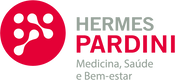 HERMES
PARDINI
Medicina, Saúde
e Bem-estar